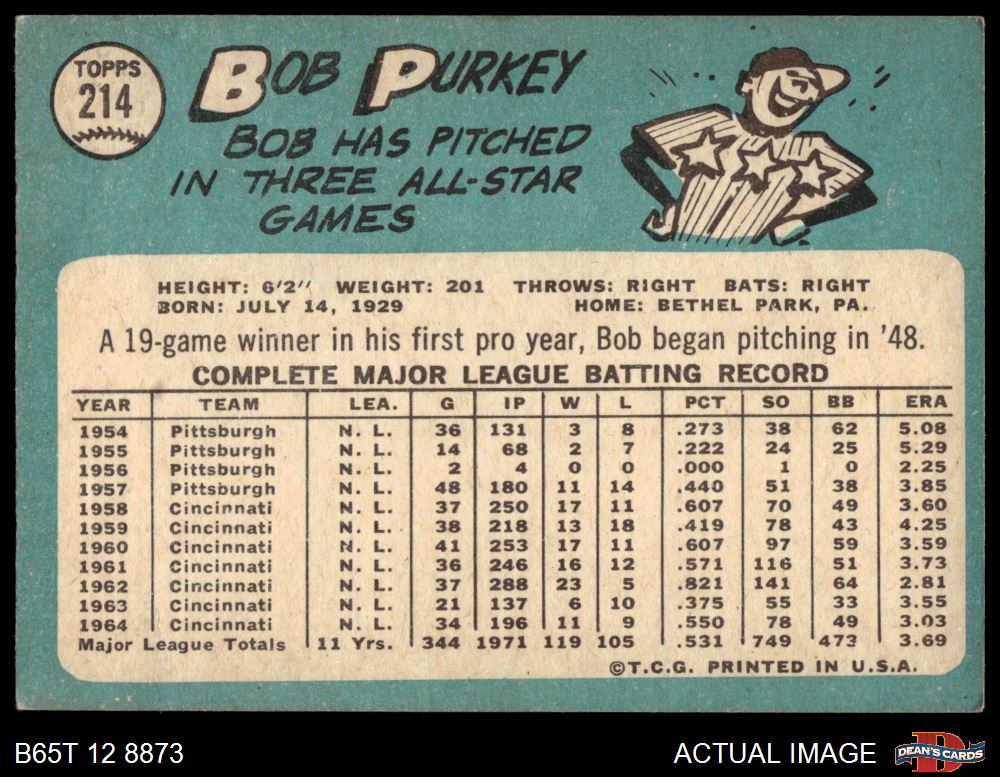 TOPPS
214
BOB PURKEY
BOB HAS PITCHED
IN THREE ALL-STAR
GAMES
HEIGHT: 6'2" WEIGHT: 201 THROWS: RIGHT BATS: RIGHT
BORN: JULY 14, 1929 HOME: BETHEL PARK, PA.
A 19-game winner in his first pro year, Bob began pitching in '48.
COMPLETE MAJOR LEAGUE BATTING RECORD
YEAR TEAM LEA. G IP W L PCT SO BB ERA
1954 Pittsburgh N. L. 36 131 3 8 .273 38 62 5.08
1955 Pittsburgh N. L. 14 68 2 7 .222 24 25 5.29
1956 Pittsburgh N. L. 2 4 0 0 .000 1 0 2.25
1957 Pittsburgh N. L. 48 180 11 14 .440 51 38 3.85
1958 Cincinnati N. L. 37 250 17 11 .607 70 49 3.60
1959 Cincinnati N. L. 38 218 13 18 .419 78 43 4.25
1960 Cincinnati N. L. 41 253 17 11 .607 97 59 3.59
1961 Cincinnati N. L. 36 246 16 12 .571 116 51 3.73
1962 Cincinnati N. L. 37 288 23 5 .821 141 64 2.81
1963 Cincinnati N. L. 21 137 6 10 .375 55 33 3.55
1964 Cincinnati N. L. 34 196 11 9 .550 78 49 3.03
Major League Totals 11 Yrs. 344 1971 119 105 .531 749 473 3.69
©T.C.G. PRINTED IN U.S.A.
B65T 12 8873 ACTUAL IMAGE D DEAN'S CARDS